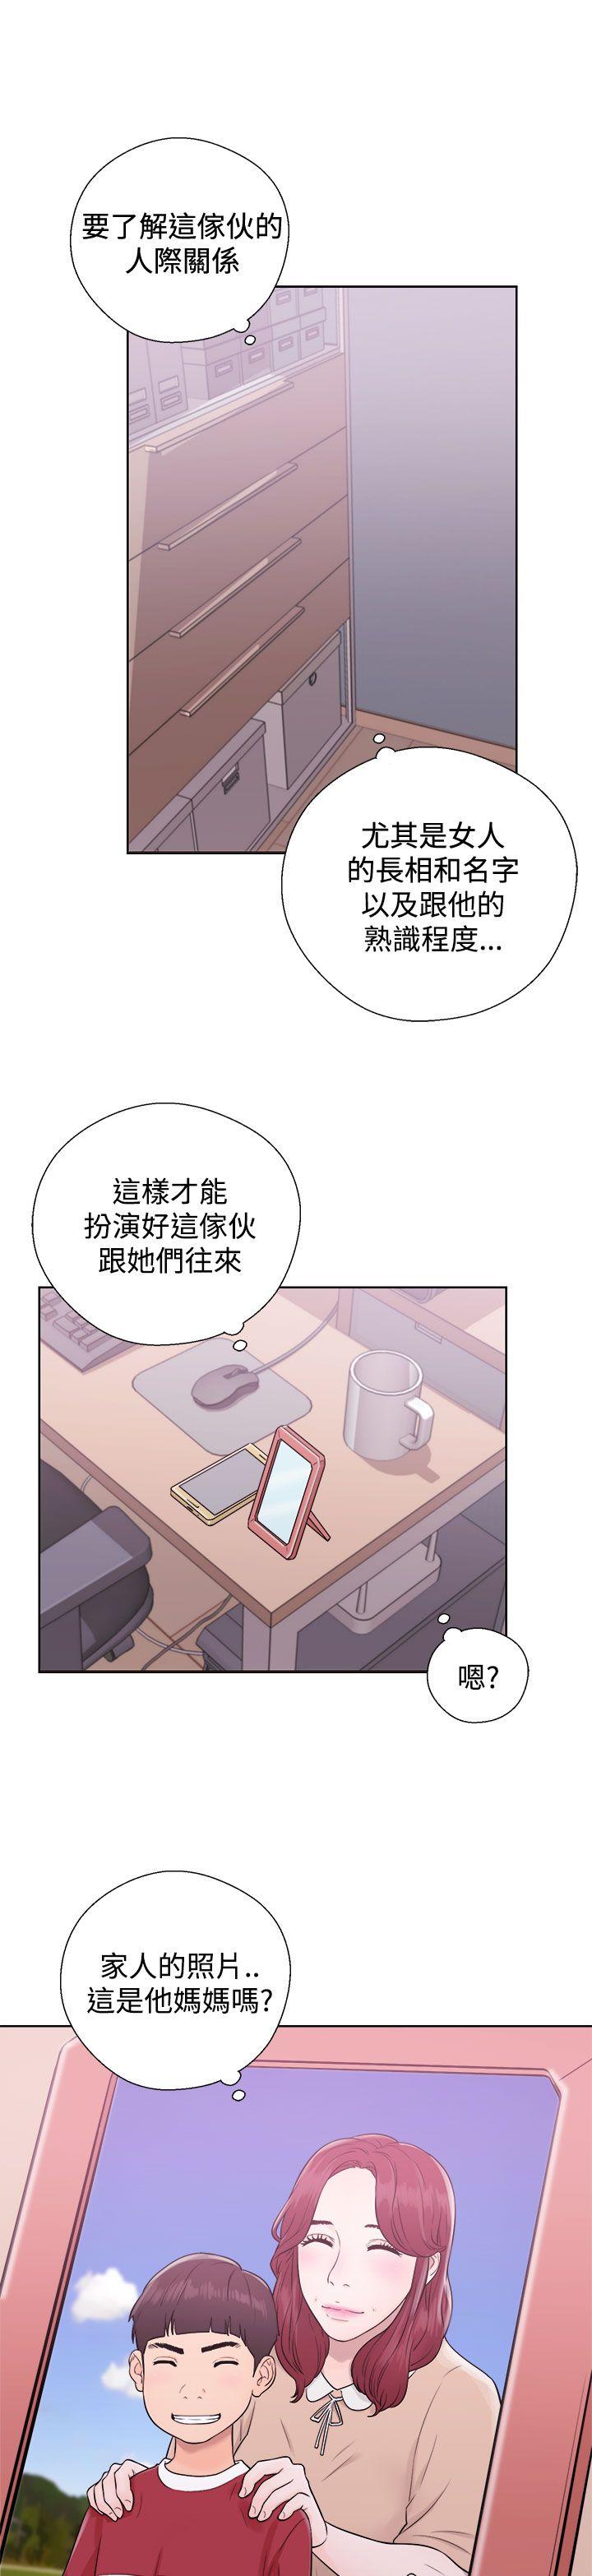 要了解這傢伙的
人際關係
尤其是女人
的長相和名字
以及跟他的
熟識程度...
這樣才能
扮演好這傢伙
跟她們往來
嗯?
家人的照片..
這是他媽媽嗎?